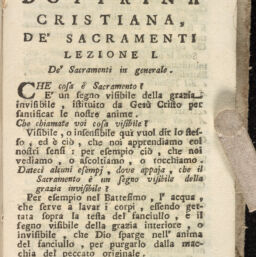 DOTTRINA
CRISTIANA,
DE' SACRAMENTI
LEZIONE I.
De' Sacramenti in generale.
CHE cosa è Sacramento?
E' un segno visibile della grazia
invisibile, istituito da Gesù Cristo per
santificar le nostre anime.
Che chiamate voi cosa visibile?
Visibile, o insensibile quì vuol dir lo stes-
so, ed è ciò, che noi apprendiamo coi
nostri sensi: per esempio ciò, che noi
vediamo, o ascoltiamo, o tocchiamo.
Dateci alcuni esempj, dove appaja, che il
Sacramento è un segno visibile della
grazia invisibile?
Per esempio nel Battesimo, l' acqua,
che serve a lavar i corpi, essendo get-
tata sopra la testa del fanciullo, è il
segno visibile della grazia interiore, o
invisibile, che Dio sparge nell' anima
del fanciullo, per purgarlo dalla mac-
chia del peccato originale.